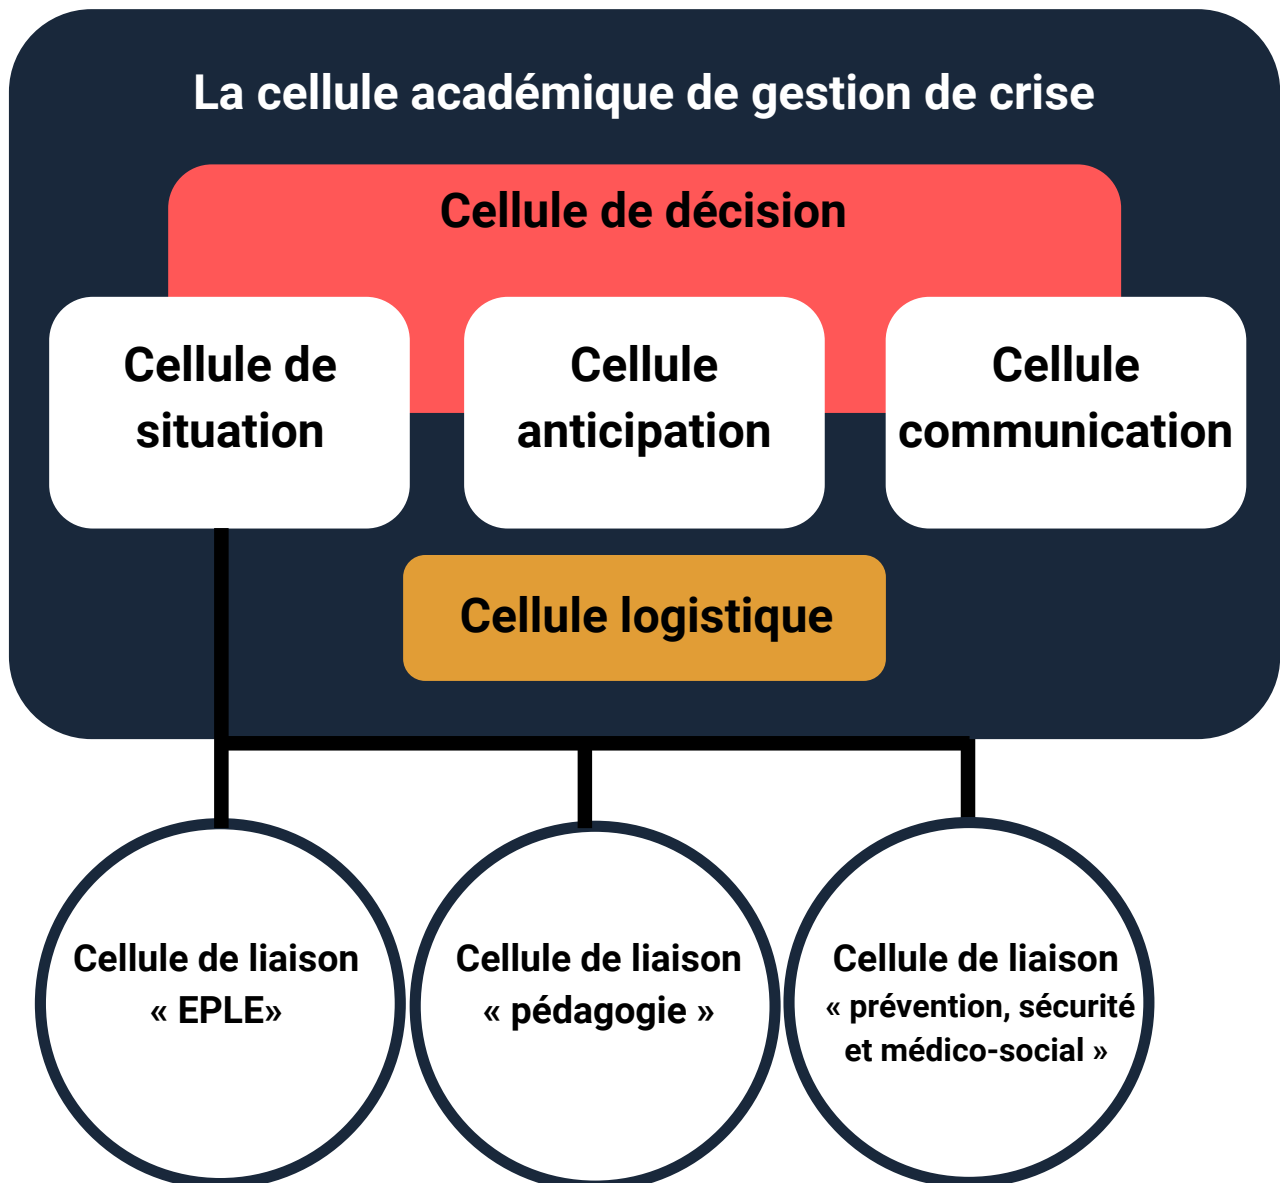 La cellule académique de gestion de crise
Cellule de décision
Cellule de
situation
Cellule
anticipation
Cellule
communication
Cellule logistique
Cellule de liaison
« EPLE»
Cellule de liaison
« pédagogie »
Cellule de liaison
« prévention, sécurité
et médico-social »